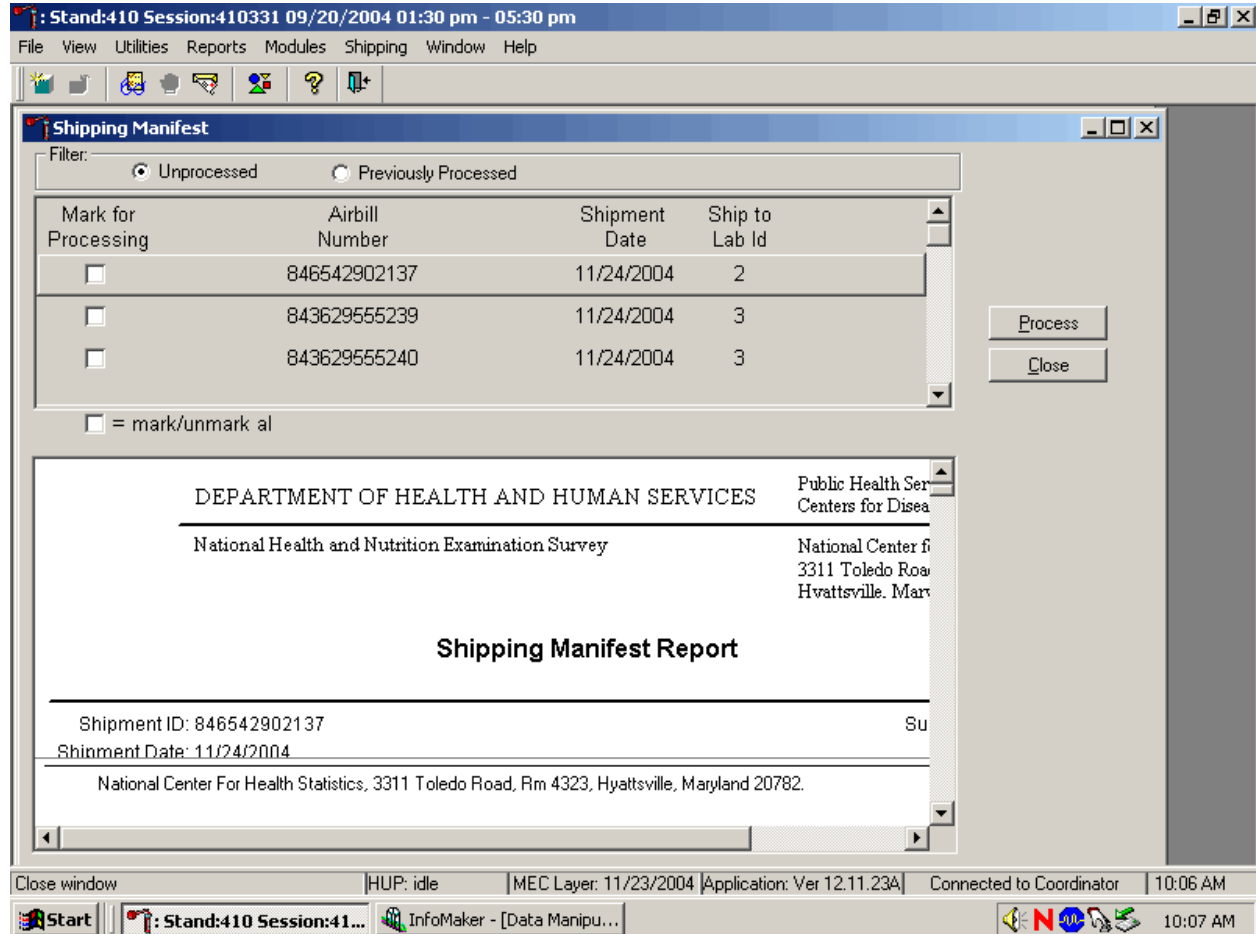 : Stand:410 Session:410331 09/20/2004 01:30 pm - 05:30 pm
File View Utilities Reports Modules Shipping Window Help
Shipping Manifest
Filter:
Unprocessed Previously Processed
Mark for Processing Airbill Number Shipment Date Ship to Lab Id
846542902137 11/24/2004 2
843629555239 11/24/2004 3
843629555240 11/24/2004 3
Process
Close
= mark/unmark al
DEPARTMENT OF HEALTH AND HUMAN SERVICES
Public Health Ser
Centers for Disea
National Health and Nutrition Examination Survey
National Center f
3311 Toledo Roa
Hyattsville, Mary
Shipping Manifest Report
Shipment ID: 846542902137 Su
Shipment Date: 11/24/2004
National Center For Health Statistics, 3311 Toledo Road, Rm 4323, Hyattsville, Maryland 20782.
Close window HUP: idle MEC Layer: 11/23/2004 Application: Ver 12.11.23A Connected to Coordinator 10:06 AM
Start : Stand:410 Session:41... InfoMaker - [Data Manipu... N 10:07 AM